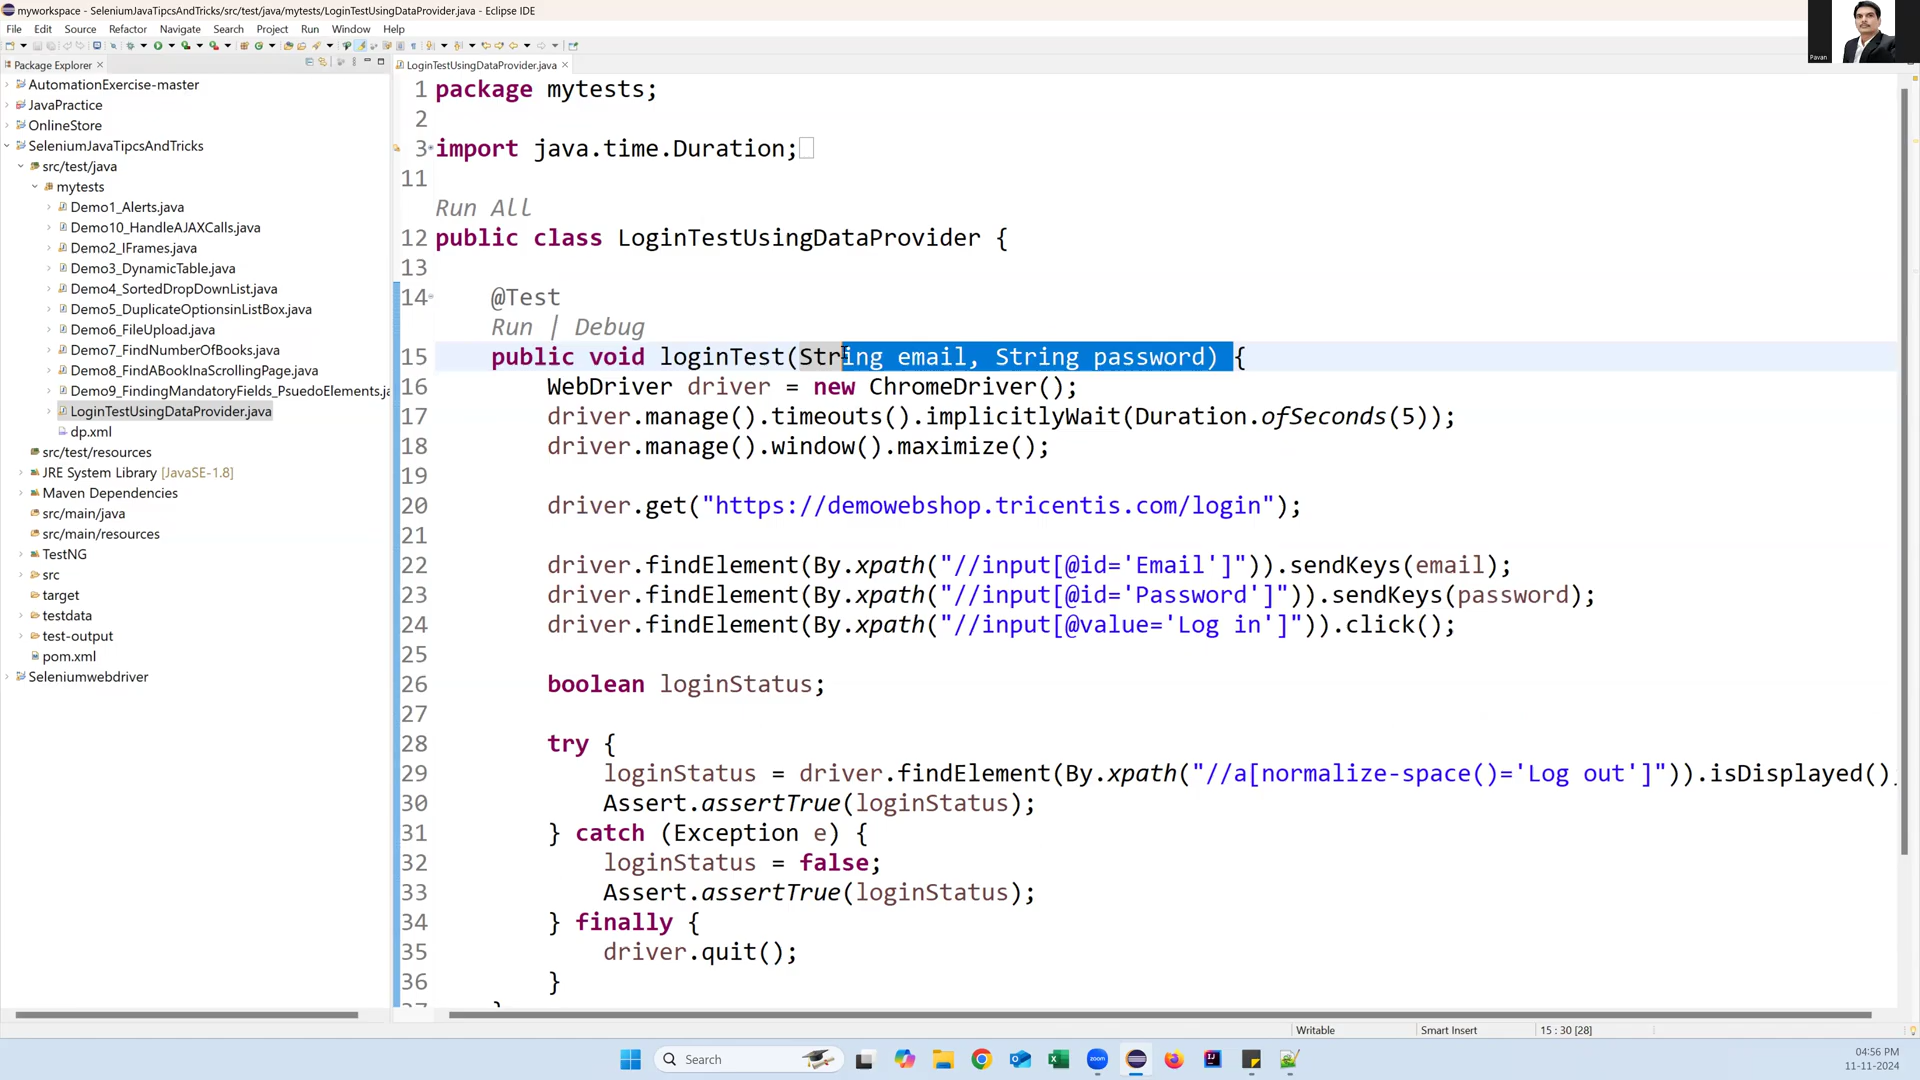 myworkspace - SeleniumJavaTipcsAndTricks/src/test/java/mytests/LoginTestUsingDataProvider.java - Eclipse IDE
File Edit Source Refactor Navigate Search Project Run Window Help
Package Explorer
AutomationExercise-master
JavaPractice
OnlineStore
SeleniumJavaTipcsAndTricks
src/test/java
mytests
Demo1_Alerts.java
Demo10_HandleAJAXCalls.java
Demo2_IFrames.java
Demo3_DynamicTable.java
Demo4_SortedDropDownList.java
Demo5_DuplicateOptionsinListBox.java
Demo6_FileUpload.java
Demo7_FindNumberOfBooks.java
Demo8_FindABookInaScrollingPage.java
Demo9_FindingMandatoryFields_PsuedoElements.ja
LoginTestUsingDataProvider.java
dp.xml
src/test/resources
JRE System Library [JavaSE-1.8]
Maven Dependencies
src/main/java
src/main/resources
TestNG
src
target
testdata
test-output
pom.xml
Seleniumwebdriver
LoginTestUsingDataProvider.java
1 package mytests;
2
3 import java.time.Duration;
11
Run All
12 public class LoginTestUsingDataProvider {
13
14 @Test
Run | Debug
15 public void loginTest(String email, String password) {
16 WebDriver driver = new ChromeDriver();
17 driver.manage().timeouts().implicitlyWait(Duration.ofSeconds(5));
18 driver.manage().window().maximize();
19
20 driver.get("https://demowebshop.tricentis.com/login");
21
22 driver.findElement(By.xpath("//input[@id='Email']")).sendKeys(email);
23 driver.findElement(By.xpath("//input[@id='Password']")).sendKeys(password);
24 driver.findElement(By.xpath("//input[@value='Log in']")).click();
25
26 boolean loginStatus;
27
28 try {
29 loginStatus = driver.findElement(By.xpath("//a[normalize-space()='Log out']")).isDisplayed();
30 Assert.assertTrue(loginStatus);
31 } catch (Exception e) {
32 loginStatus = false;
33 Assert.assertTrue(loginStatus);
34 } finally {
35 driver.quit();
36 }
Writable Smart Insert 15 : 30 [28]
Search
04:56 PM
11-11-2024
Pavan